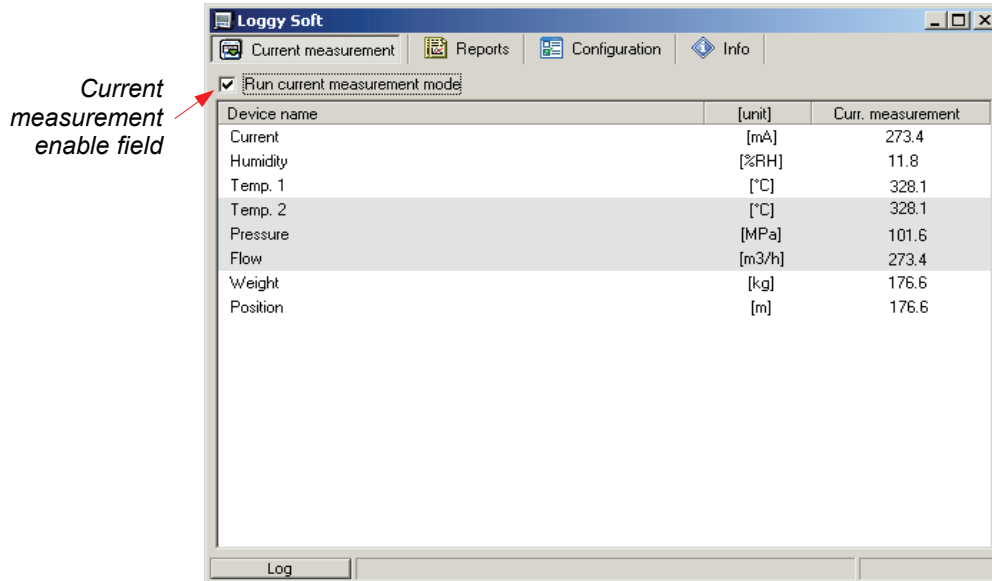 Loggy Soft
Current measurement Reports Configuration Info
Run current measurement mode
Current
measurement
enable field
Device name [unit] Curr. measurement
Current [mA] 273.4
Humidity [%RH] 11.8
Temp. 1 [°C] 328.1
Temp. 2 [°C] 328.1
Pressure [MPa] 101.6
Flow [m3/h] 273.4
Weight [kg] 176.6
Position [m] 176.6
Log